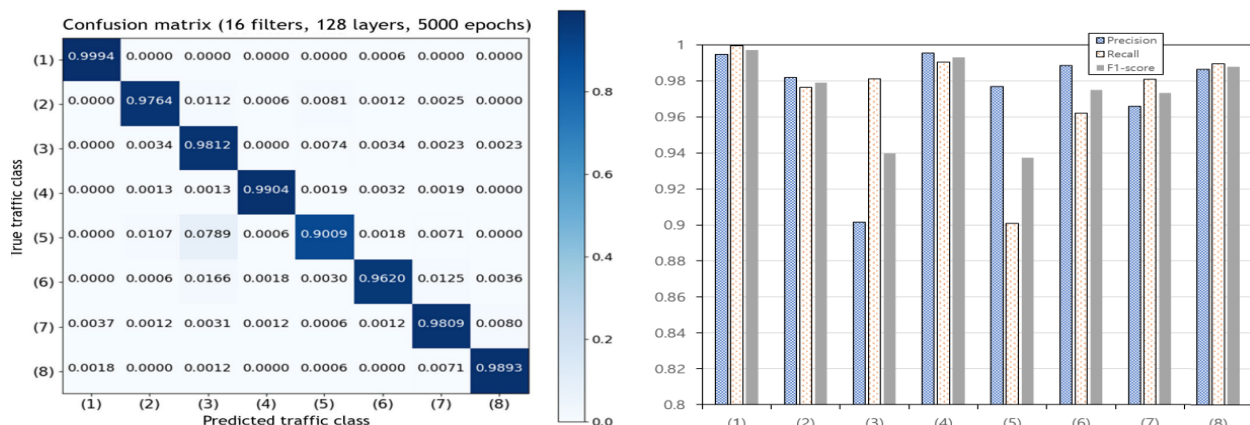 Confusion matrix (16 filters, 128 layers, 5000 epochs)
True traffic class
(1) 0.9994 0.0000 0.0000 0.0000 0.0000 0.0006 0.0000 0.0000
(2) 0.0000 0.9764 0.0112 0.0006 0.0081 0.0012 0.0025 0.0000
(3) 0.0000 0.0034 0.9812 0.0000 0.0074 0.0034 0.0023 0.0023
(4) 0.0000 0.0013 0.0013 0.9904 0.0019 0.0032 0.0019 0.0000
(5) 0.0000 0.0107 0.0789 0.0006 0.9009 0.0018 0.0071 0.0000
(6) 0.0000 0.0006 0.0166 0.0018 0.0030 0.9620 0.0125 0.0036
(7) 0.0037 0.0012 0.0031 0.0012 0.0006 0.0012 0.9809 0.0080
(8) 0.0018 0.0000 0.0012 0.0000 0.0006 0.0000 0.0071 0.9893
(1) (2) (3) (4) (5) (6) (7) (8)
Predicted traffic class
0.8
0.6
0.4
0.2
0.0
Precision
Recall
F1-score
1
0.98
0.96
0.94
0.92
0.9
0.88
0.86
0.84
0.82
0.8
(1) (2) (3) (4) (5) (6) (7) (8)